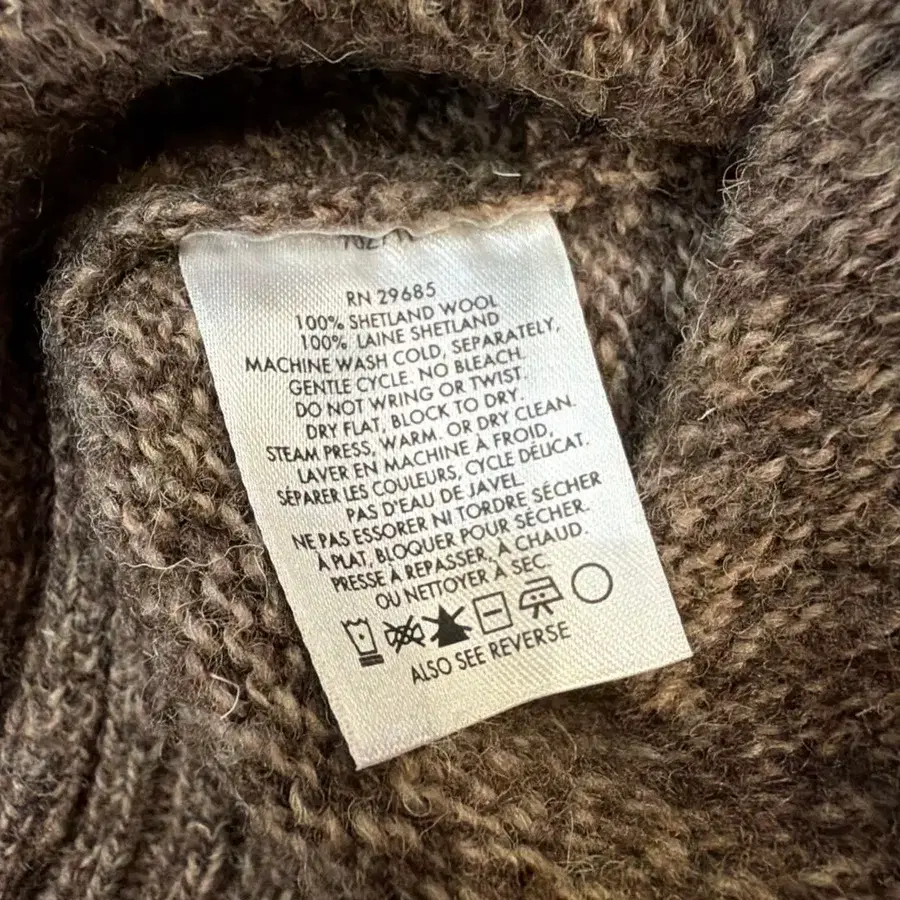 RN 29685
100% SHETLAND WOOL
100% LAINE SHETLAND
MACHINE WASH COLD, SEPARATELY,
GENTLE CYCLE. NO BLEACH.
DO NOT WRING OR TWIST.
DRY FLAT, BLOCK TO DRY.
STEAM PRESS, WARM. OR DRY CLEAN.
LAVER EN MACHINE À FROID,
SÉPARER LES COULEURS, CYCLE DÉLICAT.
PAS D'EAU DE JAVEL
NE PAS ESSORER NI TORDRE SÉCHER
À PLAT, BLOQUER POUR SÉCHER.
PRESSE À REPASSER, À CHAUD.
OU NETTOYER À SEC.
ALSO SEE REVERSE